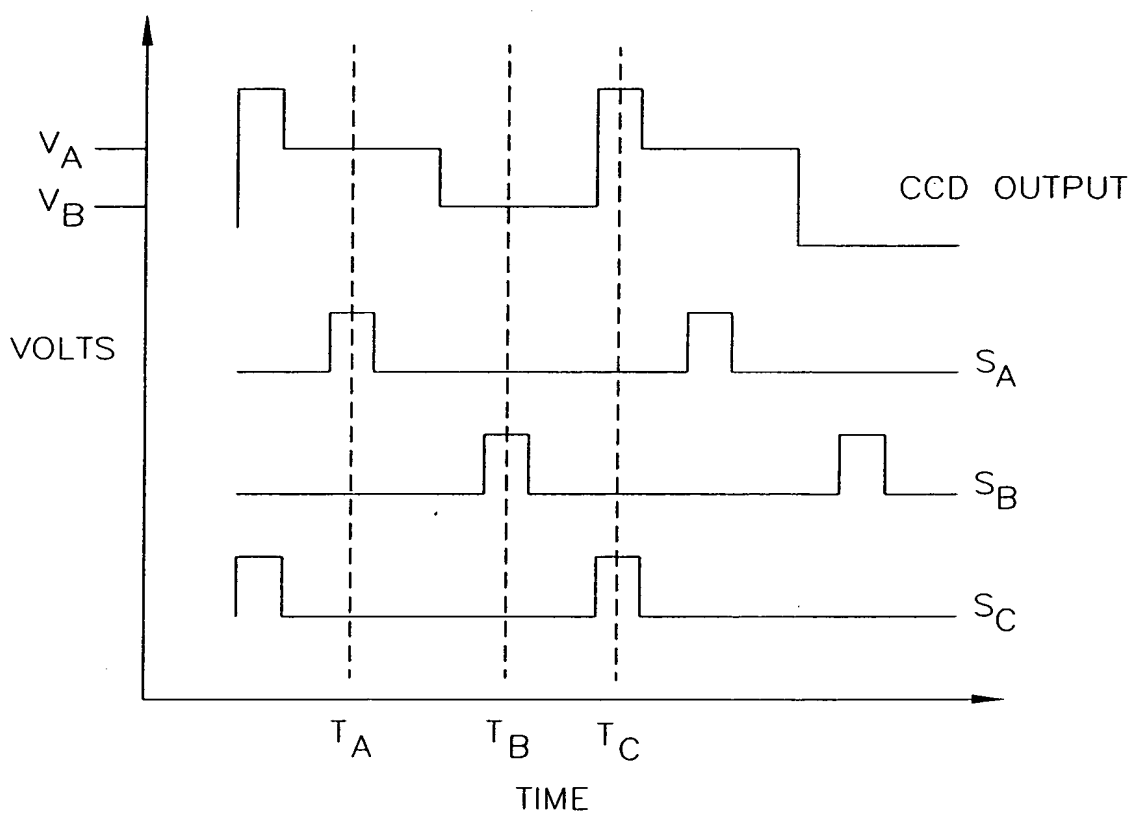 V_A
V_B
CCD OUTPUT
VOLTS
S_A
S_B
S_C
T_A T_B T_C
TIME